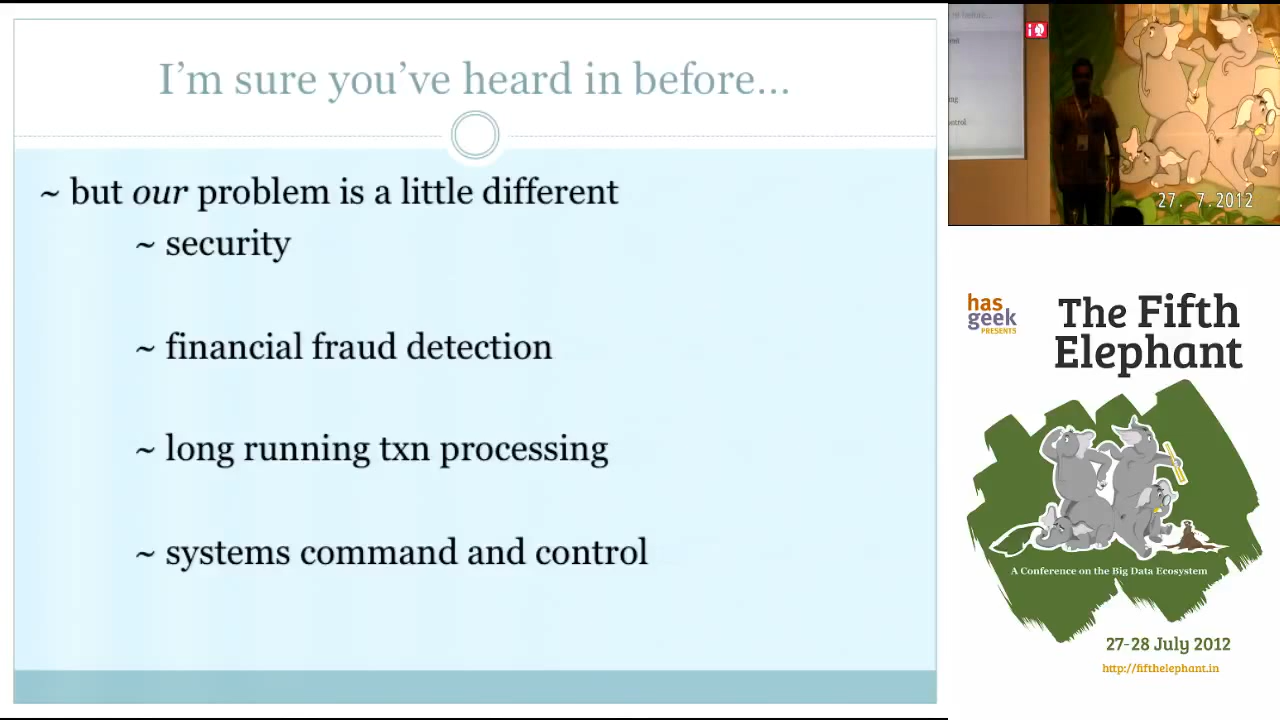 I'm sure you've heard in before...
~ but our problem is a little different
~ security
~ financial fraud detection
~ long running txn processing
~ systems command and control
27. 7.2012
has
geek
PRESENTS
The Fifth
Elephant
A Conference on the Big Data Ecosystem
27-28 July 2012
http://fifthelephant.in